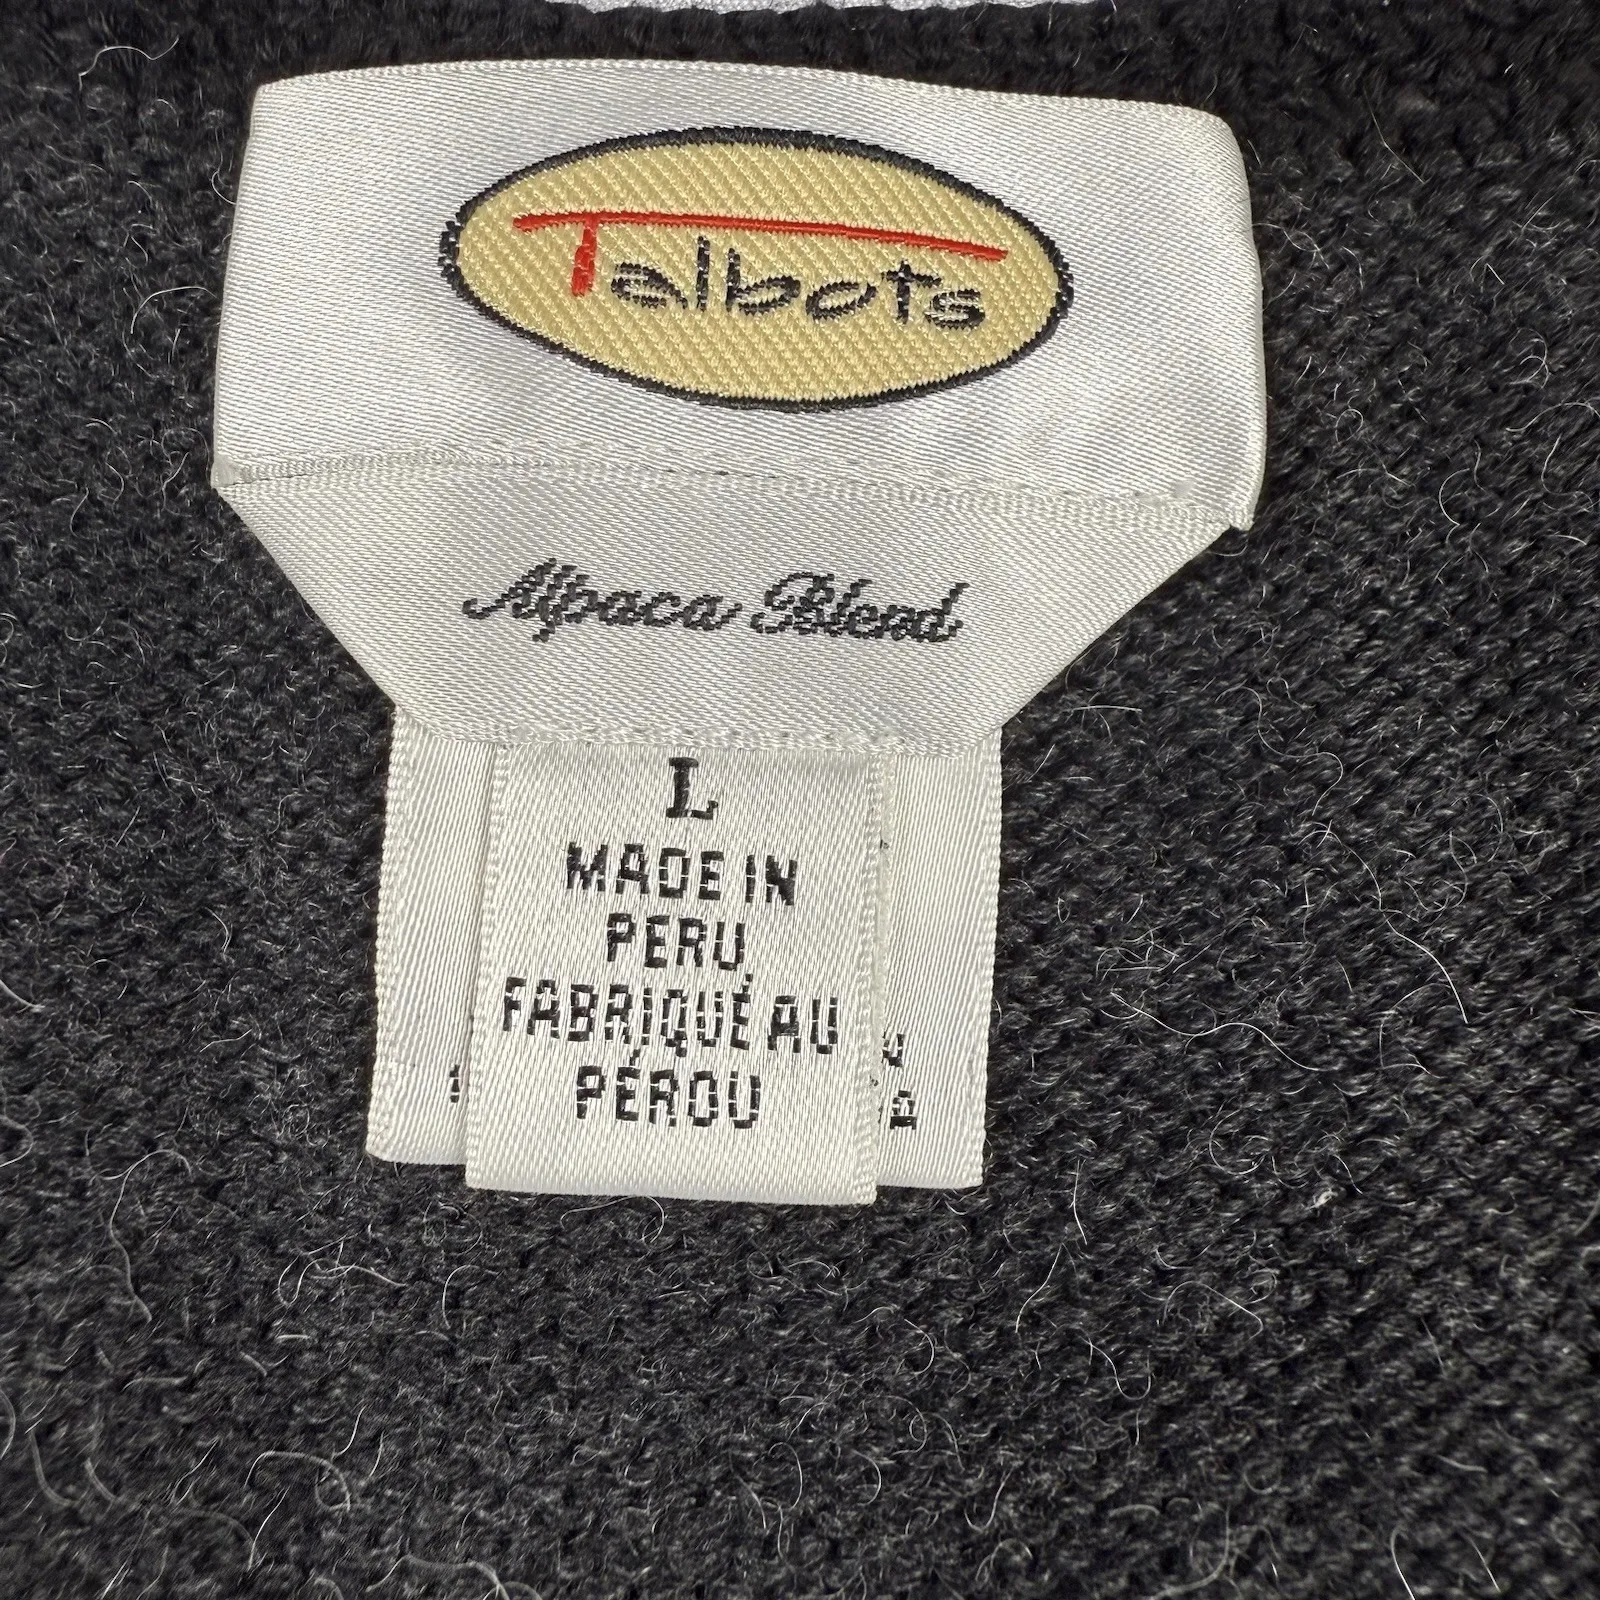 Talbots
Alpaca Blend
L
MADE IN
PERU,
FABRIQUÉ AU
PÉROU